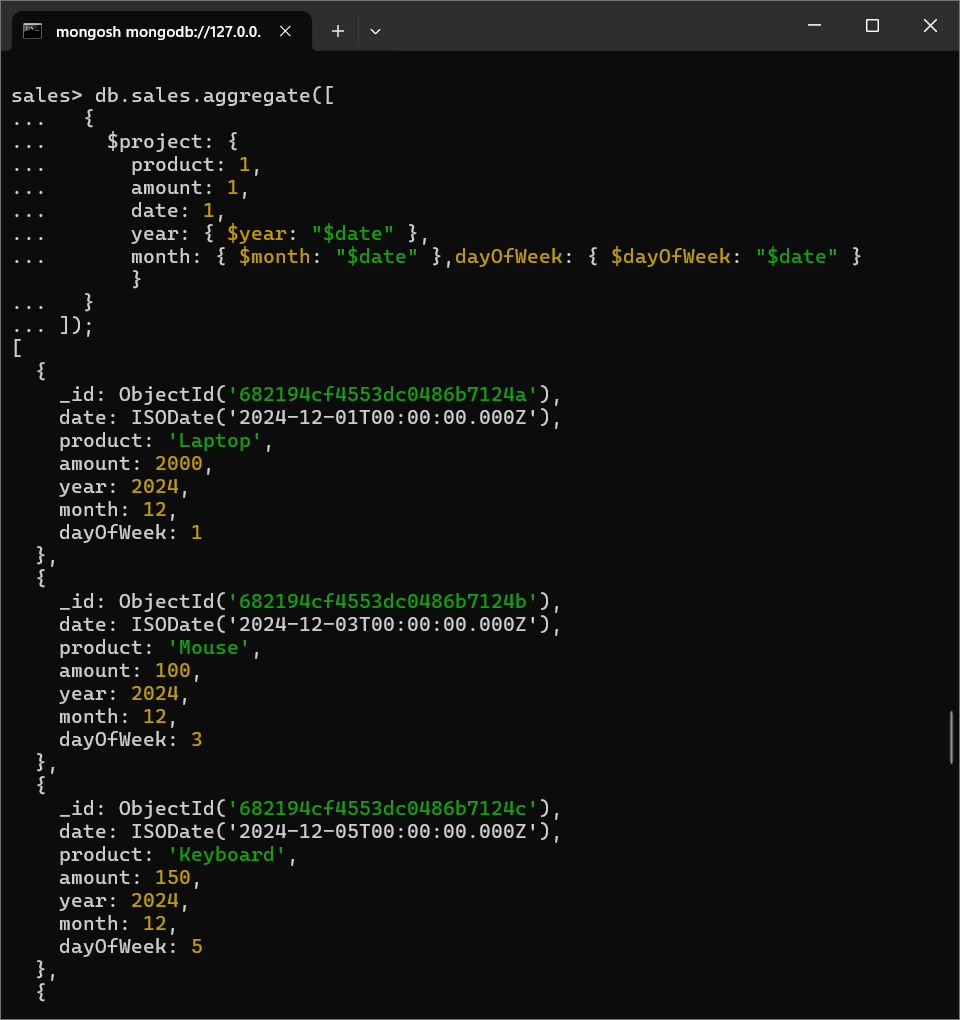 mongosh mongodb://127.0.0.
sales> db.sales.aggregate([
...   {
...     $project: {
...       product: 1,
...       amount: 1,
...       date: 1,
...       year: { $year: "$date" },
...       month: { $month: "$date" },dayOfWeek: { $dayOfWeek: "$date" }
          }
...   }
... ]);
[
  {
    _id: ObjectId('682194cf4553dc0486b7124a'),
    date: ISODate('2024-12-01T00:00:00.000Z'),
    product: 'Laptop',
    amount: 2000,
    year: 2024,
    month: 12,
    dayOfWeek: 1
  },
  {
    _id: ObjectId('682194cf4553dc0486b7124b'),
    date: ISODate('2024-12-03T00:00:00.000Z'),
    product: 'Mouse',
    amount: 100,
    year: 2024,
    month: 12,
    dayOfWeek: 3
  },
  {
    _id: ObjectId('682194cf4553dc0486b7124c'),
    date: ISODate('2024-12-05T00:00:00.000Z'),
    product: 'Keyboard',
    amount: 150,
    year: 2024,
    month: 12,
    dayOfWeek: 5
  },
  {